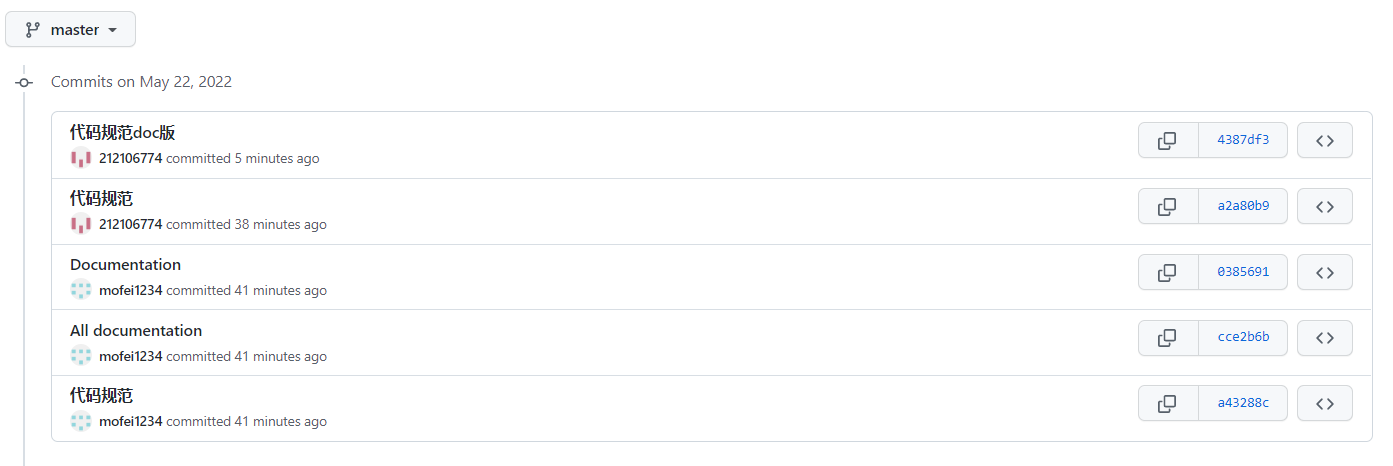 master
Commits on May 22, 2022
代码规范doc版
212106774 committed 5 minutes ago
4387df3
代码规范
212106774 committed 38 minutes ago
a2a80b9
Documentation
mofei1234 committed 41 minutes ago
0385691
All documentation
mofei1234 committed 41 minutes ago
cce2b6b
代码规范
mofei1234 committed 41 minutes ago
a43288c